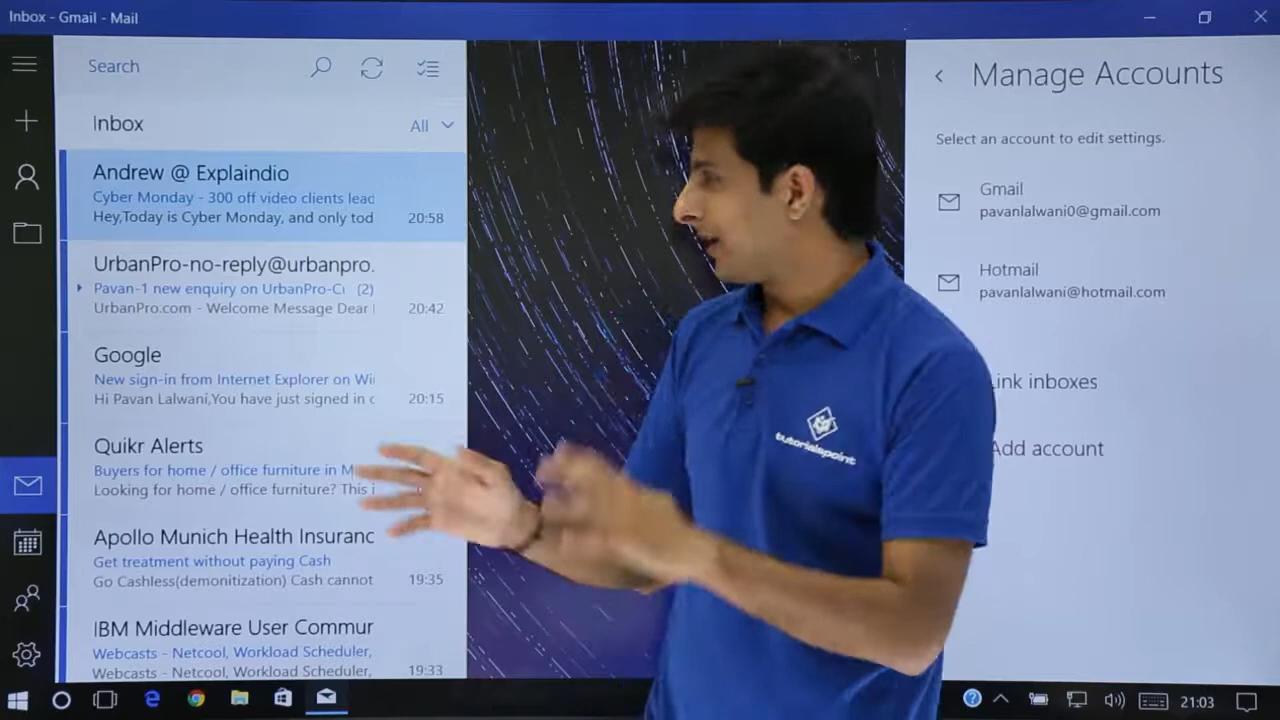 Inbox - Gmail - Mail
Search
Inbox
All
Andrew @ Explaindio
Cyber Monday - 300 off video clients leac
Hey,Today is Cyber Monday, and only tod 20:58
UrbanPro-no-reply@urbanpro.
Pavan-1 new enquiry on UrbanPro-Cu (2)
UrbanPro.com - Welcome Message Dear 20:42
Google
New sign-in from Internet Explorer on Wi
Hi Pavan Lalwani,You have just signed in c 20:15
Quikr Alerts
Buyers for home / office furniture in M
Looking for home / office furniture? This i
Apollo Munich Health Insuranc
Get treatment without paying Cash
Go Cashless(demonitization) Cash cannot 19:35
IBM Middleware User Commur
Webcasts - Netcool, Workload Scheduler,
Webcasts - Netcool, Workload Scheduler, 19:33
tutorialspoint
Manage Accounts
Select an account to edit settings.
Gmail
pavanlalwani0@gmail.com
Hotmail
pavanlalwani@hotmail.com
Link inboxes
Add account
21:03